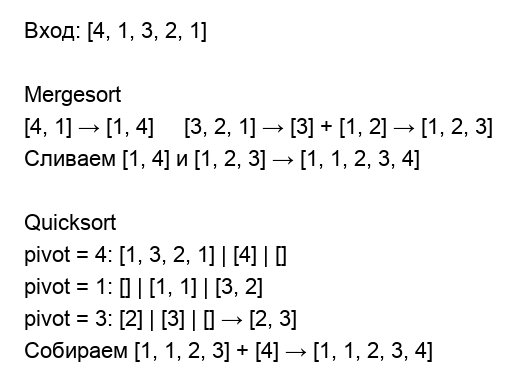 Вход: [4, 1, 3, 2, 1]
Mergesort
[4, 1] → [1, 4] [3, 2, 1] → [3] + [1, 2] → [1, 2, 3]
Сливаем [1, 4] и [1, 2, 3] → [1, 1, 2, 3, 4]
Quicksort
pivot = 4: [1, 3, 2, 1] | [4] | []
pivot = 1: [] | [1, 1] | [3, 2]
pivot = 3: [2] | [3] | [] → [2, 3]
Собираем [1, 1, 2, 3] + [4] → [1, 1, 2, 3, 4]